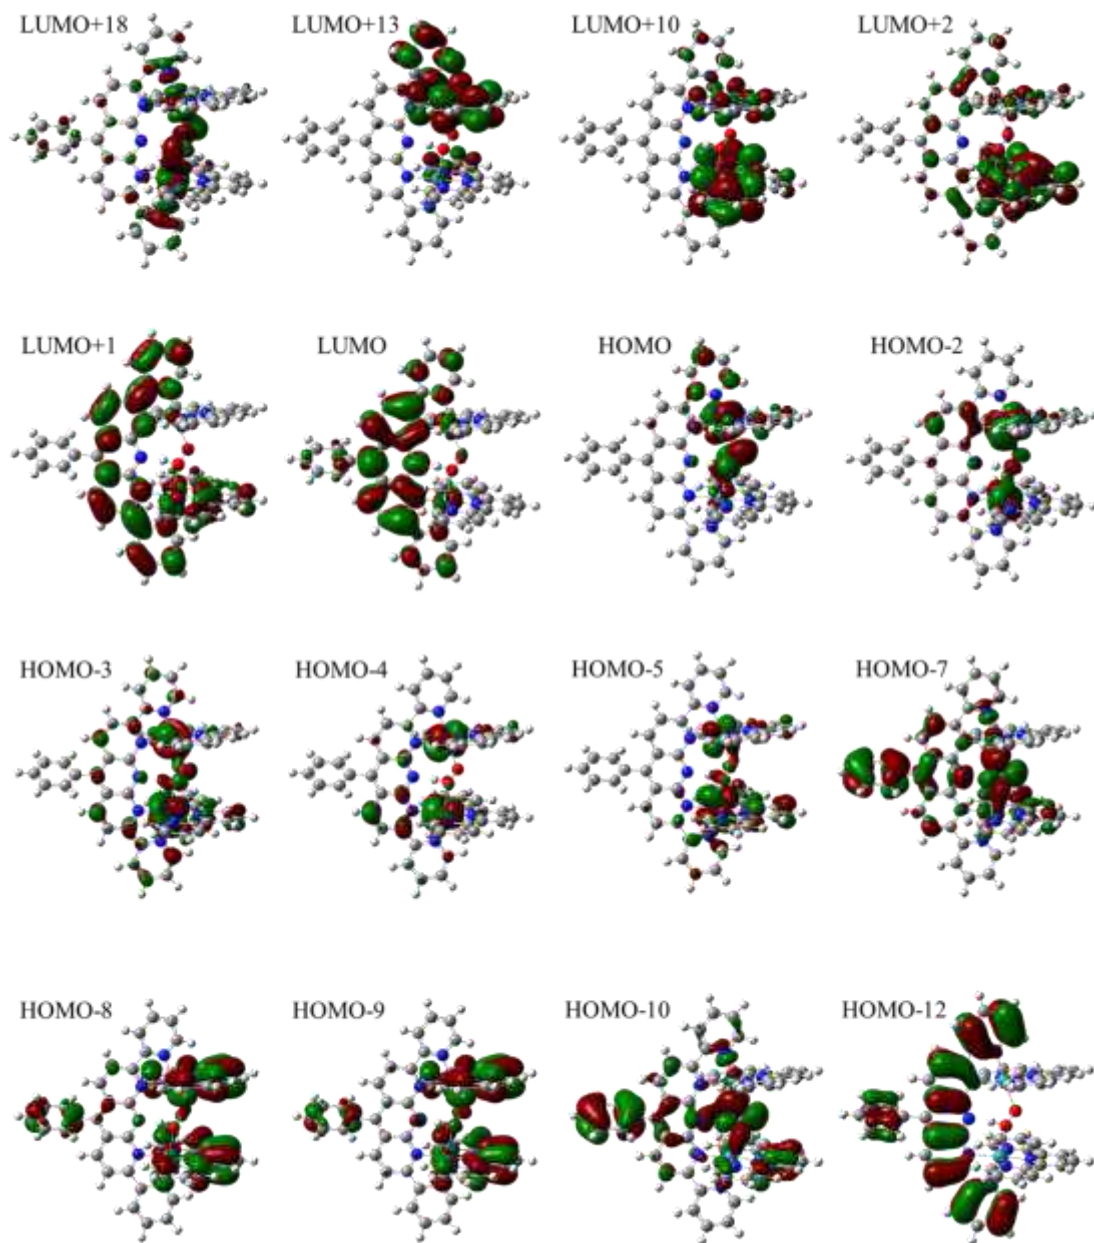 LUMO+18 LUMO+13 LUMO+10 LUMO+2
LUMO+1 LUMO HOMO HOMO-2
HOMO-3 HOMO-4 HOMO-5 HOMO-7
HOMO-8 HOMO-9 HOMO-10 HOMO-12